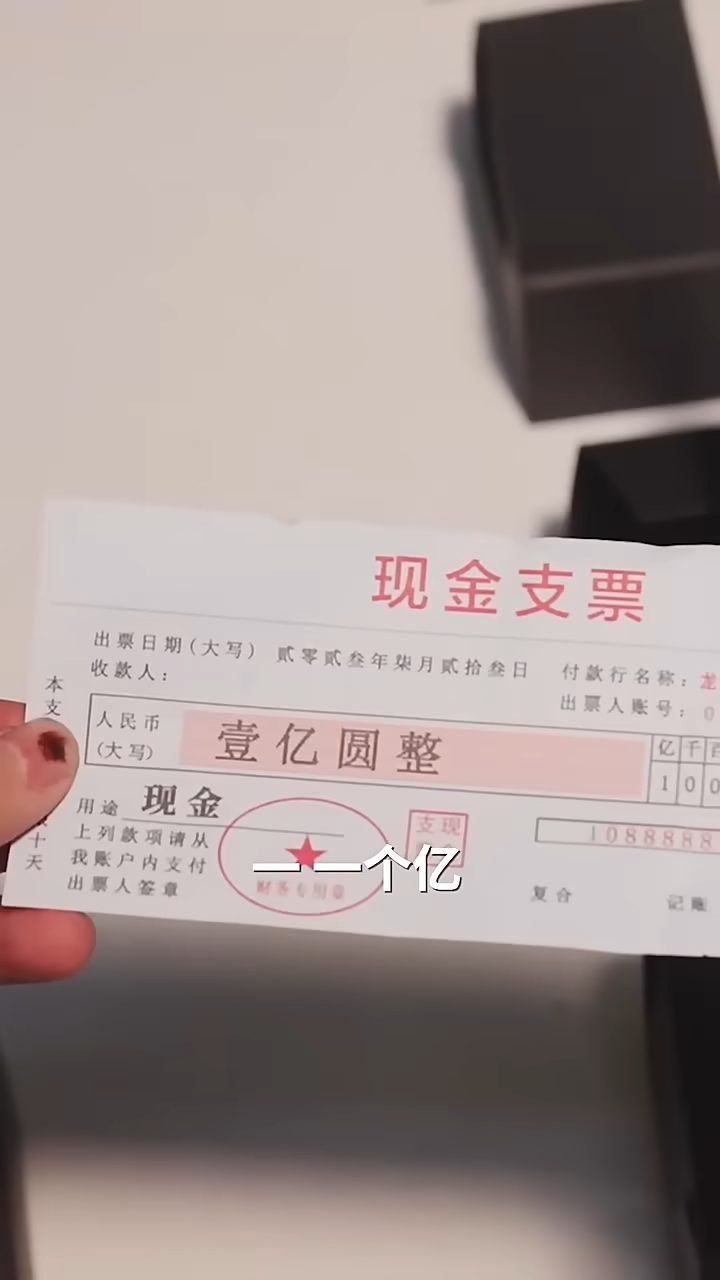 现金支票
出票日期(大写) 贰零贰叁年柒月贰拾叁日 付款行名称: 龙
收款人: 出票人账号: 0
本
支
十
天
人民币
(大写)
壹亿圆整
亿千百
100
用途 现金
上列款项请从
我账户内支付
出票人签章
财务专用章
支现
1088888
复合 记账
一 一个亿